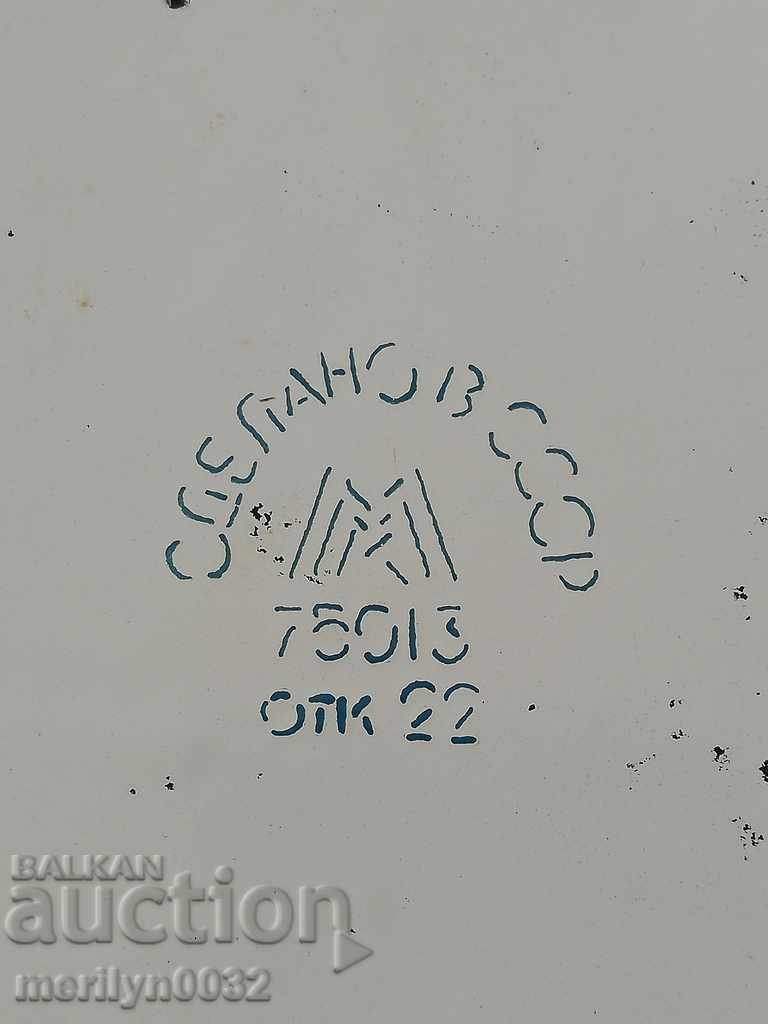 СДЕЛАНО В СССР
75013
ОТК 22
BALKAN
auction
merilyn0032